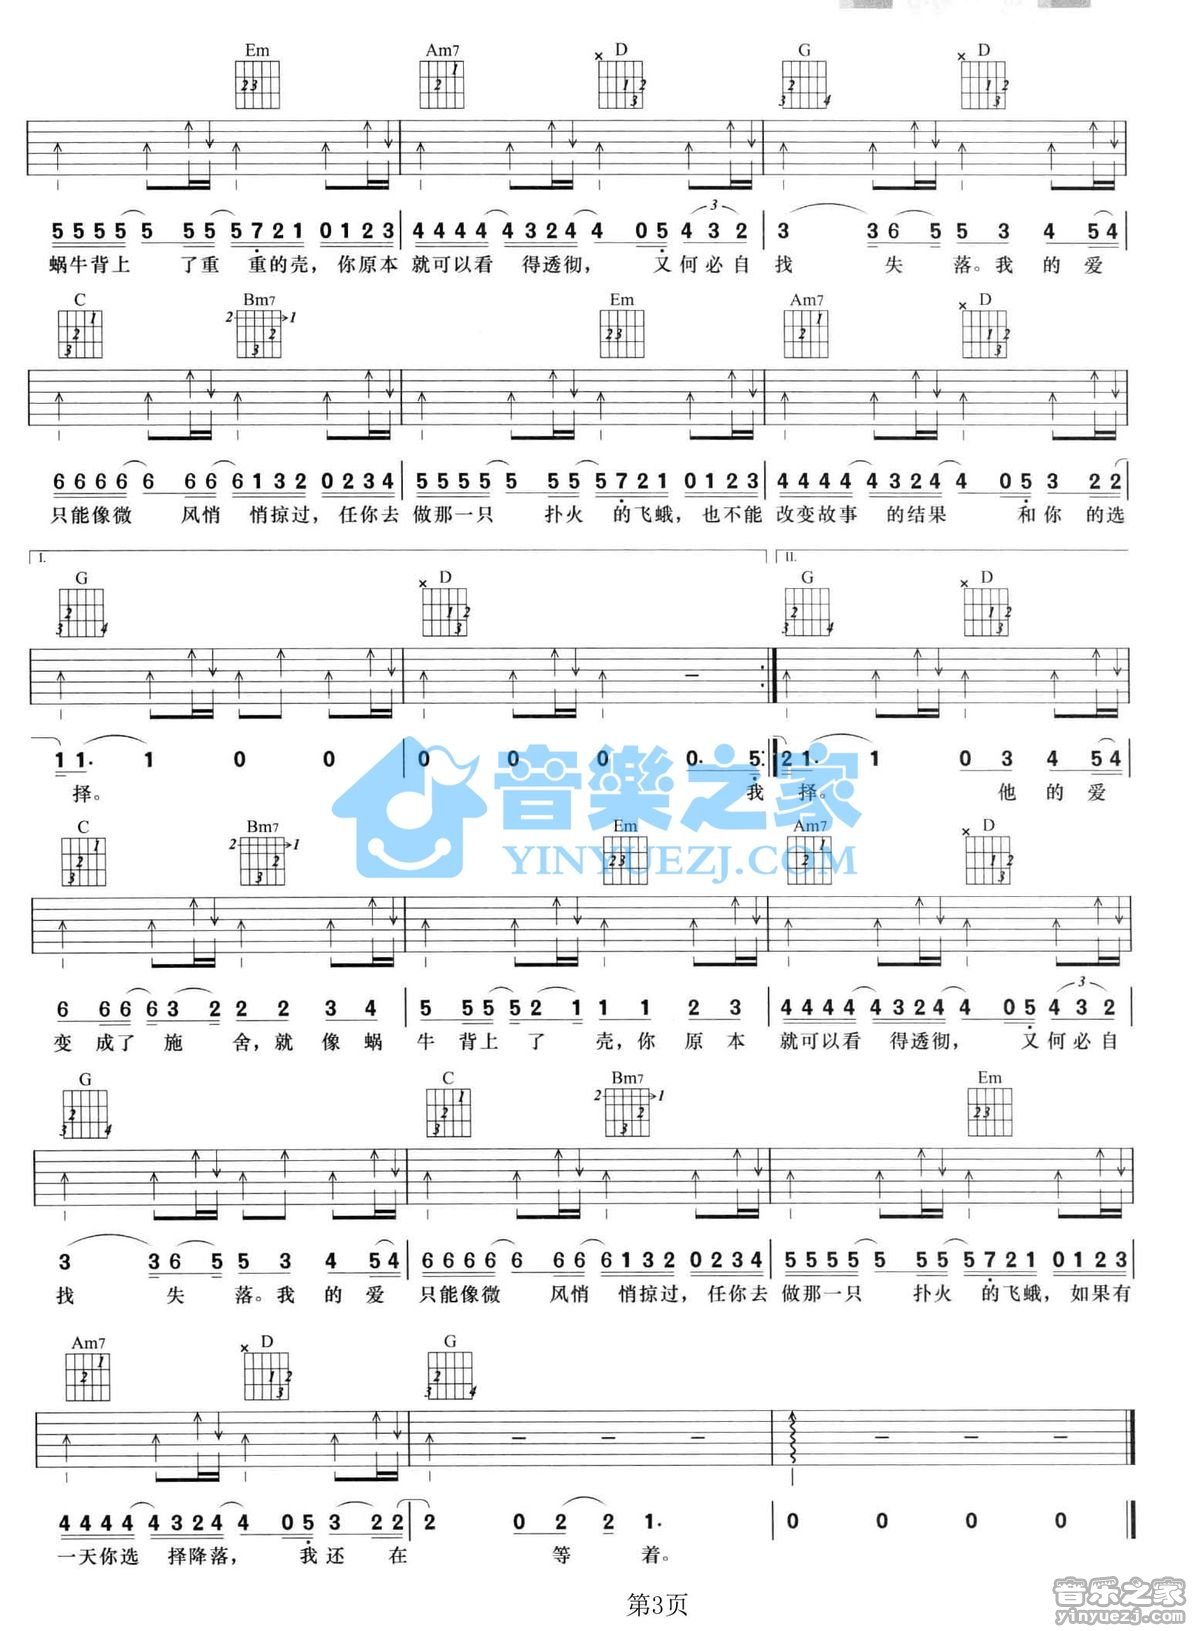 Em Am7 D G D
5555 5 55 5721 0123 4444 4324 4 05 432 3 36 5 5 3 4 54
蜗牛背上 了重 重的壳，你原本 就可以看 得透彻， 又何必自 找 失 落。我 的 爱
C Bm7 Em Am7 D
6666 6 66 6132 0234 5555 5 55 5721 0123 4444 4324 4 05 3 22
只能像微 风悄 悄掠过，任你去 做那一只 扑火 的飞蛾，也不能 改变故事 的结果 和你 的选
I. II.
G D G D
11. 1 0 0 0 0 0 0. 5 21. 1 0 3 4 54
择。 我 择。 他 的 爱
音樂之家
YINYUEZJ.COM
C Bm7 Em Am7 D
6 66 63 2 2 2 3 4 5 55 52 1 1 1 2 3 4444 4324 4 05 432
变 成了 施 舍，就 像 蜗 牛 背上 了 壳，你 原 本 就可以看 得透彻， 又何必自
G C Bm7 Em
3 36 5 5 3 4 54 6666 6 66 6132 0234 5555 5 55 5721 0123
找 失 落。我 的 爱 只能像微 风悄 悄掠过，任你去 做那一只 扑火 的飞蛾，如果有
Am7 D G
4444 4324 4 05 3 22 2 0 2 2 1. 0 0 0 0
一天你选 择降落， 我 还 在 等 着。
第3页
音乐之家
yinyuezj.com